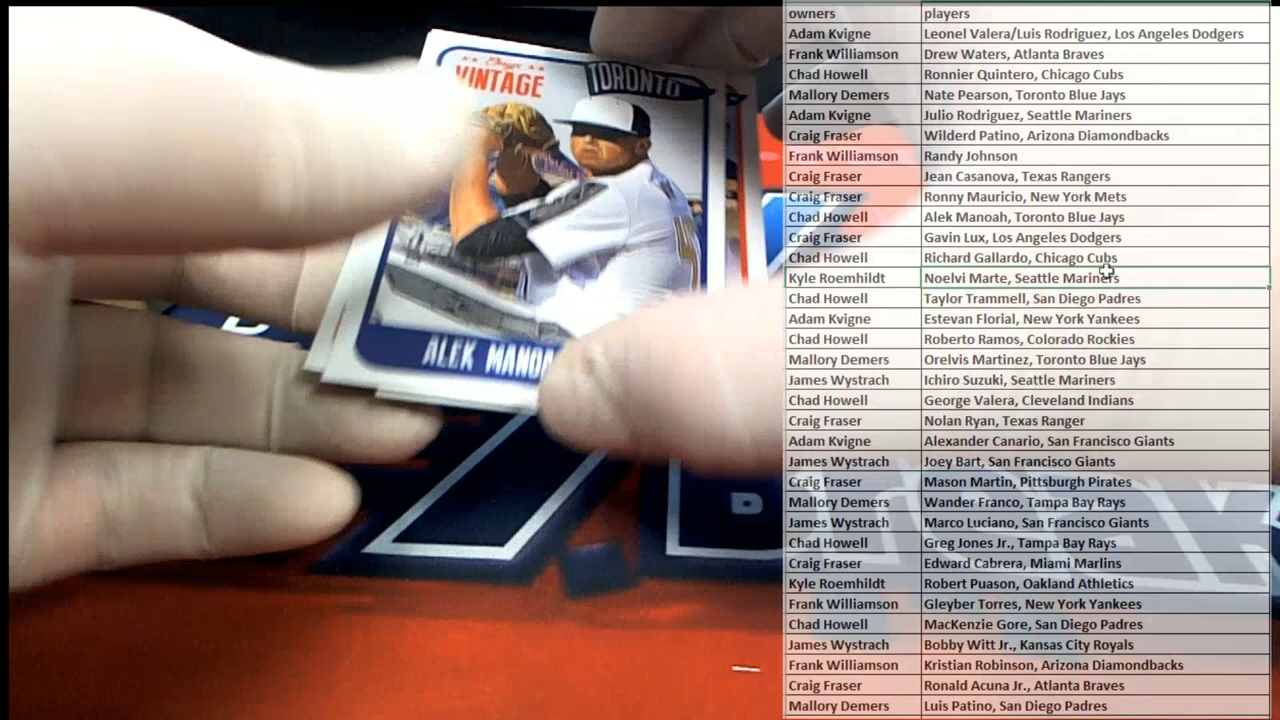 Onyx
VINTAGE
TORONTO
ALEK MANOA
owners players
Adam Kvigne Leonel Valera/Luis Rodriguez, Los Angeles Dodgers
Frank Williamson Drew Waters, Atlanta Braves
Chad Howell Ronnier Quintero, Chicago Cubs
Mallory Demers Nate Pearson, Toronto Blue Jays
Adam Kvigne Julio Rodriguez, Seattle Mariners
Craig Fraser Wilderd Patino, Arizona Diamondbacks
Frank Williamson Randy Johnson
Craig Fraser Jean Casanova, Texas Rangers
Craig Fraser Ronny Mauricio, New York Mets
Chad Howell Alek Manoah, Toronto Blue Jays
Craig Fraser Gavin Lux, Los Angeles Dodgers
Chad Howell Richard Gallardo, Chicago Cubs
Kyle Roemhildt Noelvi Marte, Seattle Mariners
Chad Howell Taylor Trammell, San Diego Padres
Adam Kvigne Estevan Florial, New York Yankees
Chad Howell Roberto Ramos, Colorado Rockies
Mallory Demers Orelvis Martinez, Toronto Blue Jays
James Wystrach Ichiro Suzuki, Seattle Mariners
Chad Howell George Valera, Cleveland Indians
Craig Fraser Nolan Ryan, Texas Ranger
Adam Kvigne Alexander Canario, San Francisco Giants
James Wystrach Joey Bart, San Francisco Giants
Craig Fraser Mason Martin, Pittsburgh Pirates
Mallory Demers Wander Franco, Tampa Bay Rays
James Wystrach Marco Luciano, San Francisco Giants
Chad Howell Greg Jones Jr., Tampa Bay Rays
Craig Fraser Edward Cabrera, Miami Marlins
Kyle Roemhildt Robert Puason, Oakland Athletics
Frank Williamson Gleyber Torres, New York Yankees
Chad Howell MacKenzie Gore, San Diego Padres
James Wystrach Bobby Witt Jr., Kansas City Royals
Frank Williamson Kristian Robinson, Arizona Diamondbacks
Craig Fraser Ronald Acuna Jr., Atlanta Braves
Mallory Demers Luis Patino, San Diego Padres